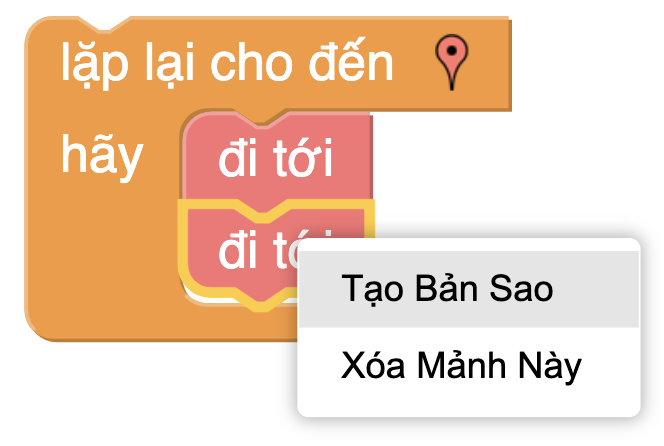 lặp lại cho đến
hãy
đi tới
đi tới
Tạo Bản Sao
Xóa Mảnh Này